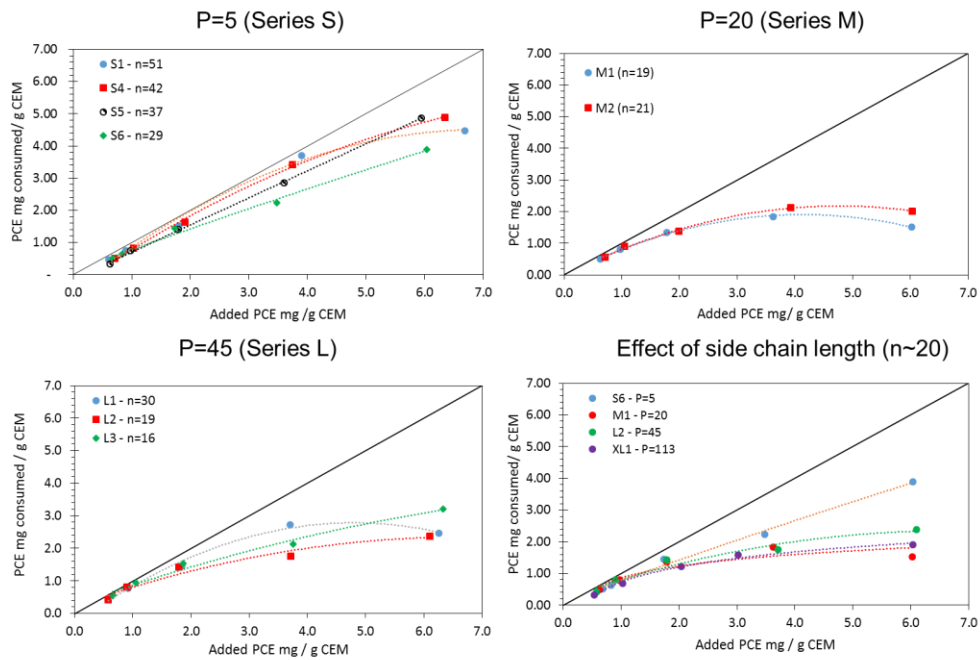 P=5 (Series S)
PCE mg consumed/ g CEM
7.00
6.00
5.00
4.00
3.00
2.00
1.00
-
S1 - n=51
S4 - n=42
S5 - n=37
S6 - n=29
0.0 1.0 2.0 3.0 4.0 5.0 6.0 7.0
Added PCE mg /g CEM
P=20 (Series M)
PCE mg consumed/ g CEM
7.00
6.00
5.00
4.00
3.00
2.00
1.00
0.00
M1 (n=19)
M2 (n=21)
0.0 1.0 2.0 3.0 4.0 5.0 6.0 7.0
Added PCE mg /g CEM
P=45 (Series L)
PCE mg consumed / g CEM
7.0
6.0
5.0
4.0
3.0
2.0
1.0
0.0
L1 - n=30
L2 - n=19
L3 - n=16
0.0 1.0 2.0 3.0 4.0 5.0 6.0 7.0
Added PCE mg / g CEM
Effect of side chain length (n~20)
PCE mg consumed / g CEM
7.00
6.00
5.00
4.00
3.00
2.00
1.00
0.00
S6 - P=5
M1 - P=20
L2 - P=45
XL1 - P=113
0.0 1.0 2.0 3.0 4.0 5.0 6.0 7.0
Added PCE mg / g CEM